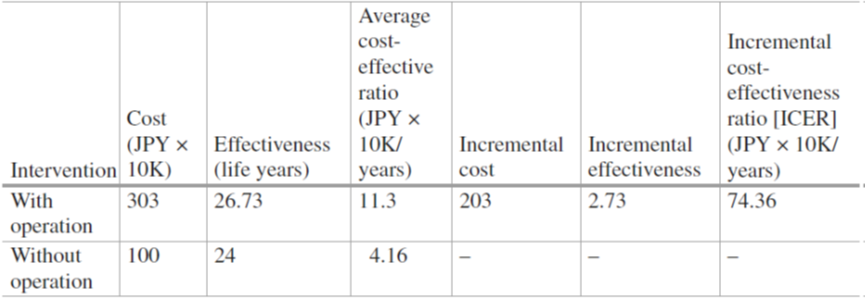 Intervention Cost (JPY × 10K) Effectiveness (life years) Average cost-effective ratio (JPY × 10K/ years) Incremental cost Incremental effectiveness Incremental cost-effectiveness ratio [ICER] (JPY × 10K/ years)
With operation 303 26.73 11.3 203 2.73 74.36
Without operation 100 24 4.16 – – –